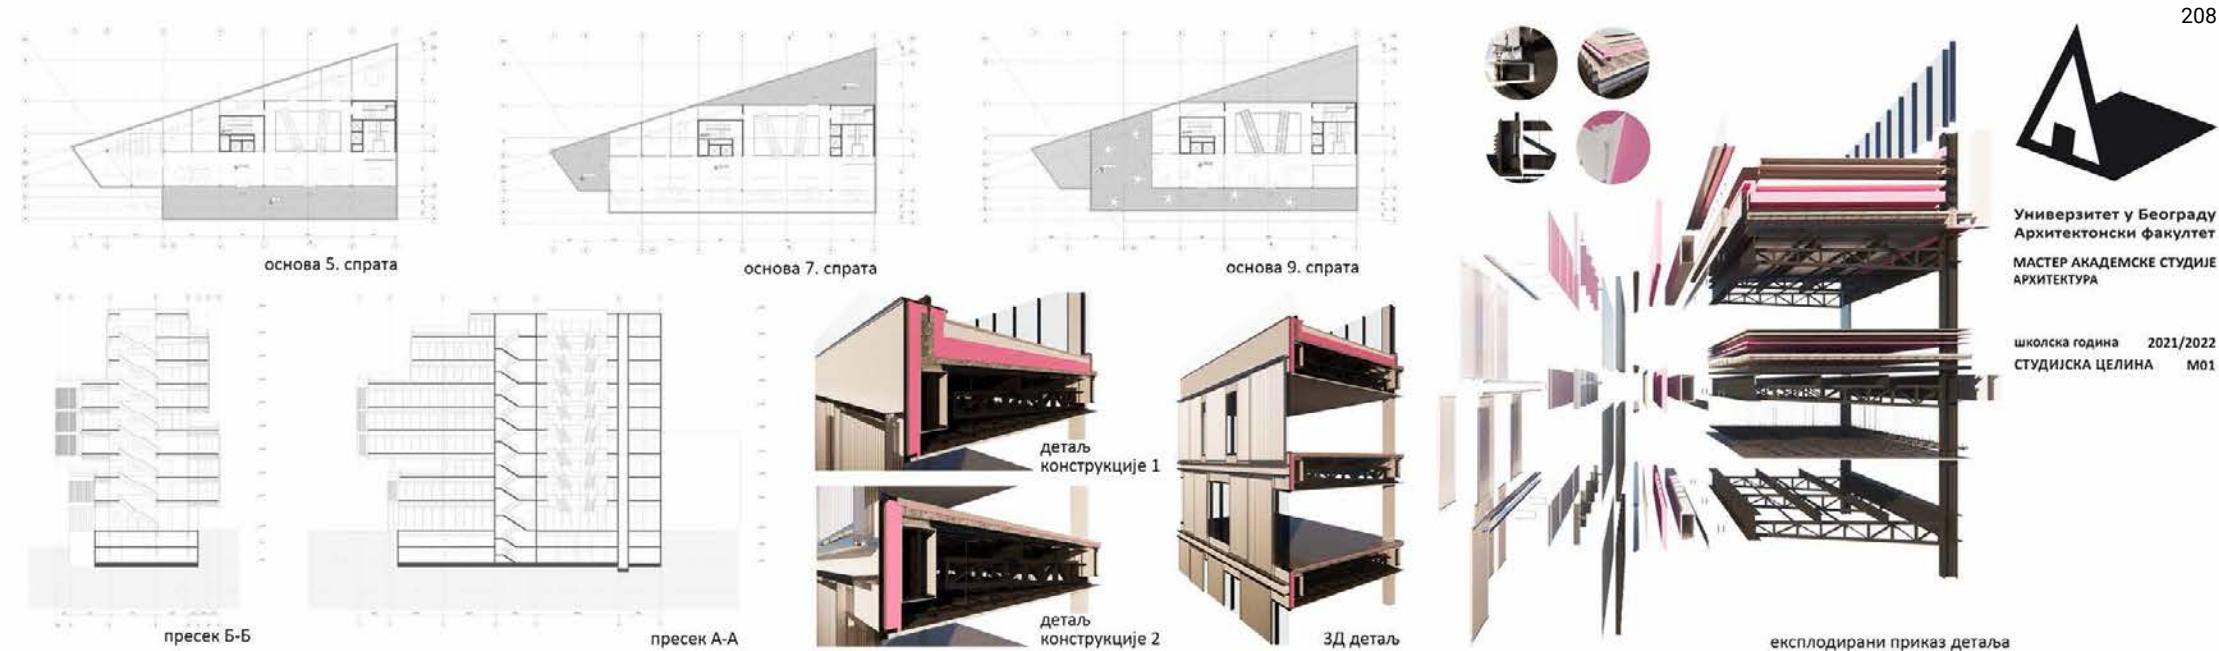 208
основа 5. спрата
основа 7. спрата
основа 9. спрата
Универзитет у Београду
Архитектонски факултет
МАСТЕР АКАДЕМСКЕ СТУДИЈЕ
АРХИТЕКТУРА
школска година 2021/2022
СТУДИЈСКА ЦЕЛИНА М01
пресек Б-Б
пресек А-А
детаљ
конструкције 1
детаљ
конструкције 2
3Д детаљ
експлодирани приказ детаља